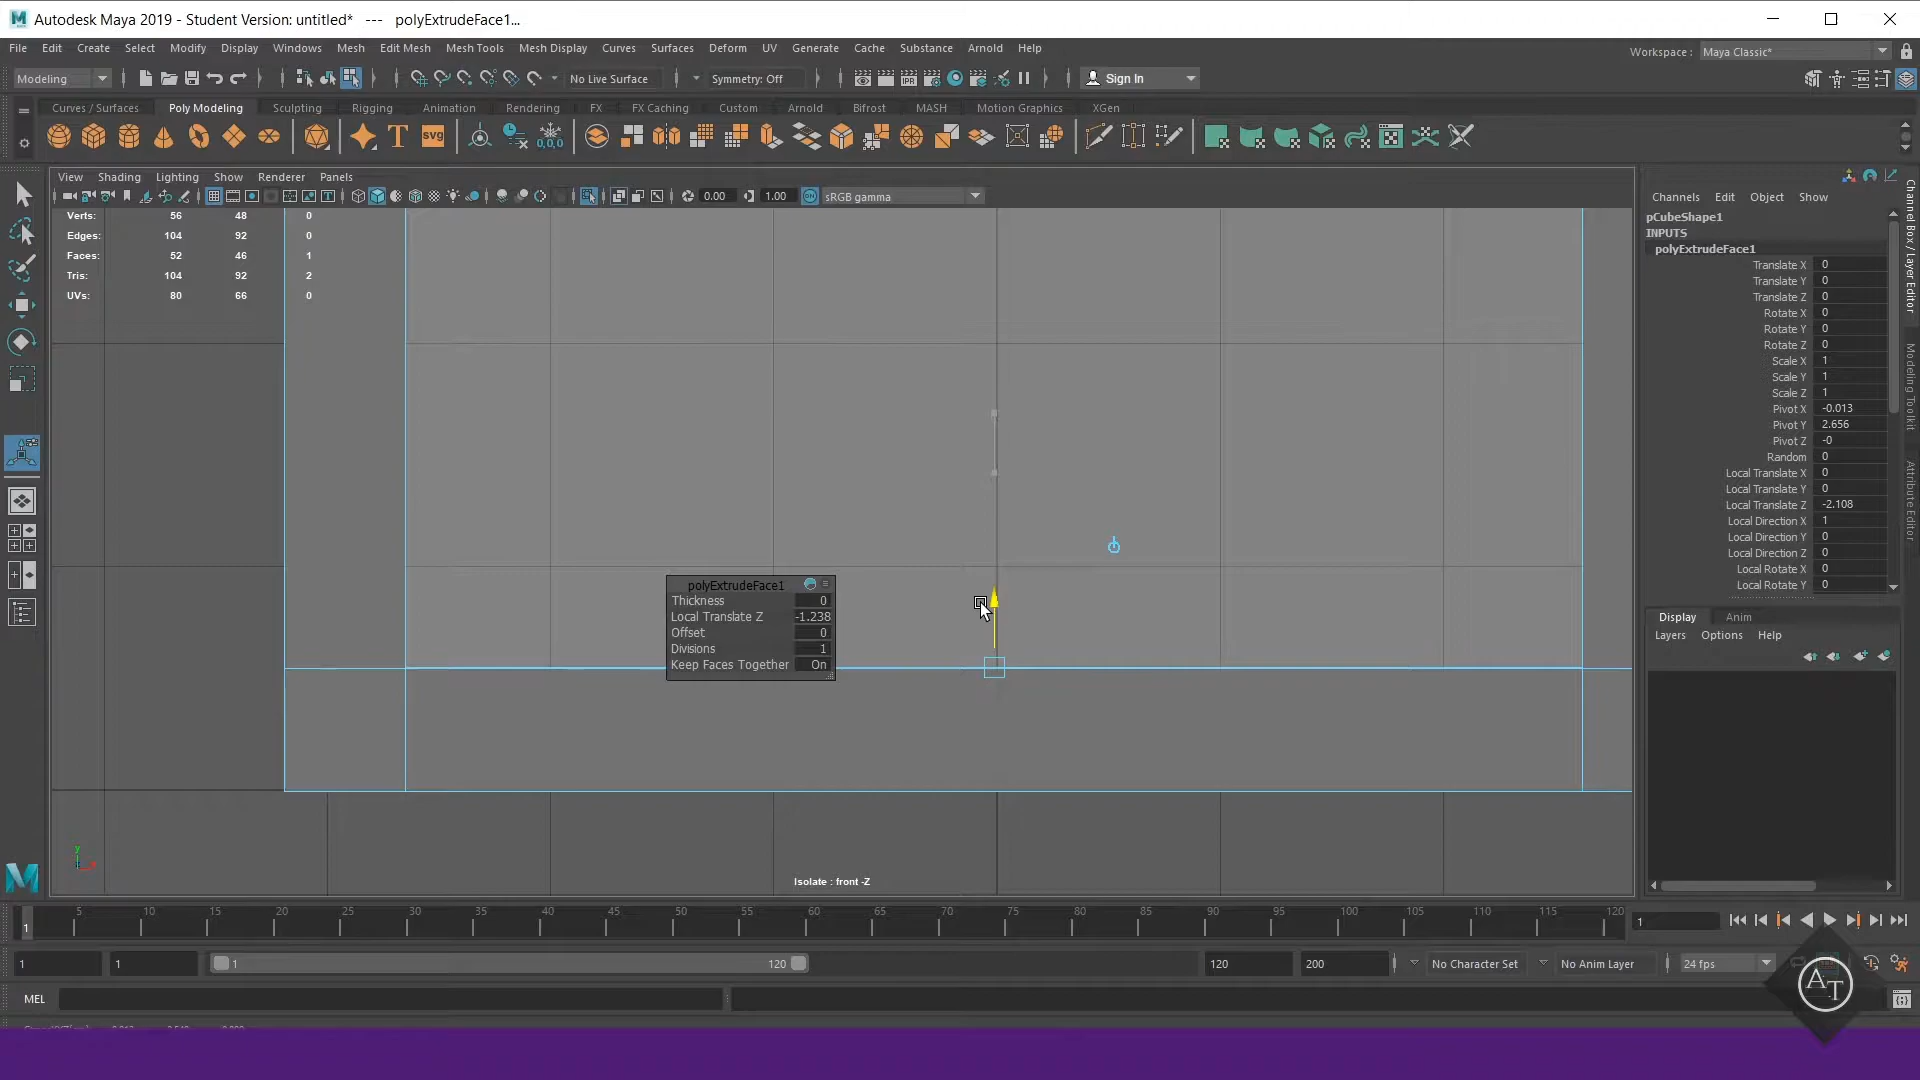 Autodesk Maya 2019 - Student Version: untitled*   ---   polyExtrudeFace1...
File Edit Create Select Modify Display Windows Mesh Edit Mesh Mesh Tools Mesh Display Curves Surfaces Deform UV Generate Cache Substance Arnold Help
Workspace : Maya Classic*
Modeling No Live Surface Symmetry: Off IPR Sign In
Curves / Surfaces Poly Modeling Sculpting Rigging Animation Rendering FX FX Caching Custom Arnold Bifrost MASH Motion Graphics XGen
T svg 0,0,0
View Shading Lighting Show Renderer Panels
0.00 1.00 sRGB gamma
Verts: 56 48 0
Edges: 104 92 0
Faces: 52 46 1
Tris: 104 92 2
UVs: 80 66 0
polyExtrudeFace1
Thickness 0
Local Translate Z -1.238
Offset 0
Divisions 1
Keep Faces Together On
y
Isolate : front -Z
Channels Edit Object Show
pCubeShape1
INPUTS
polyExtrudeFace1
Translate X 0
Translate Y 0
Translate Z 0
Rotate X 0
Rotate Y 0
Rotate Z 0
Scale X 1
Scale Y 1
Scale Z 1
Pivot X -0.013
Pivot Y 2.656
Pivot Z -0
Random 0
Local Translate X 0
Local Translate Y 0
Local Translate Z -2.108
Local Direction X 1
Local Direction Y 0
Local Direction Z 0
Local Rotate X 0
Local Rotate Y 0
Display Anim
Layers Options Help
Channel Box / Layer Editor
Modeling Toolkit
Attribute Editor
5 10 15 20 25 30 35 40 45 50 55 60 65 70 75 80 85 90 95 100 105 110 115 120
1 1
1 1 1 120 120 200 No Character Set No Anim Layer 24 fps
MEL
AT